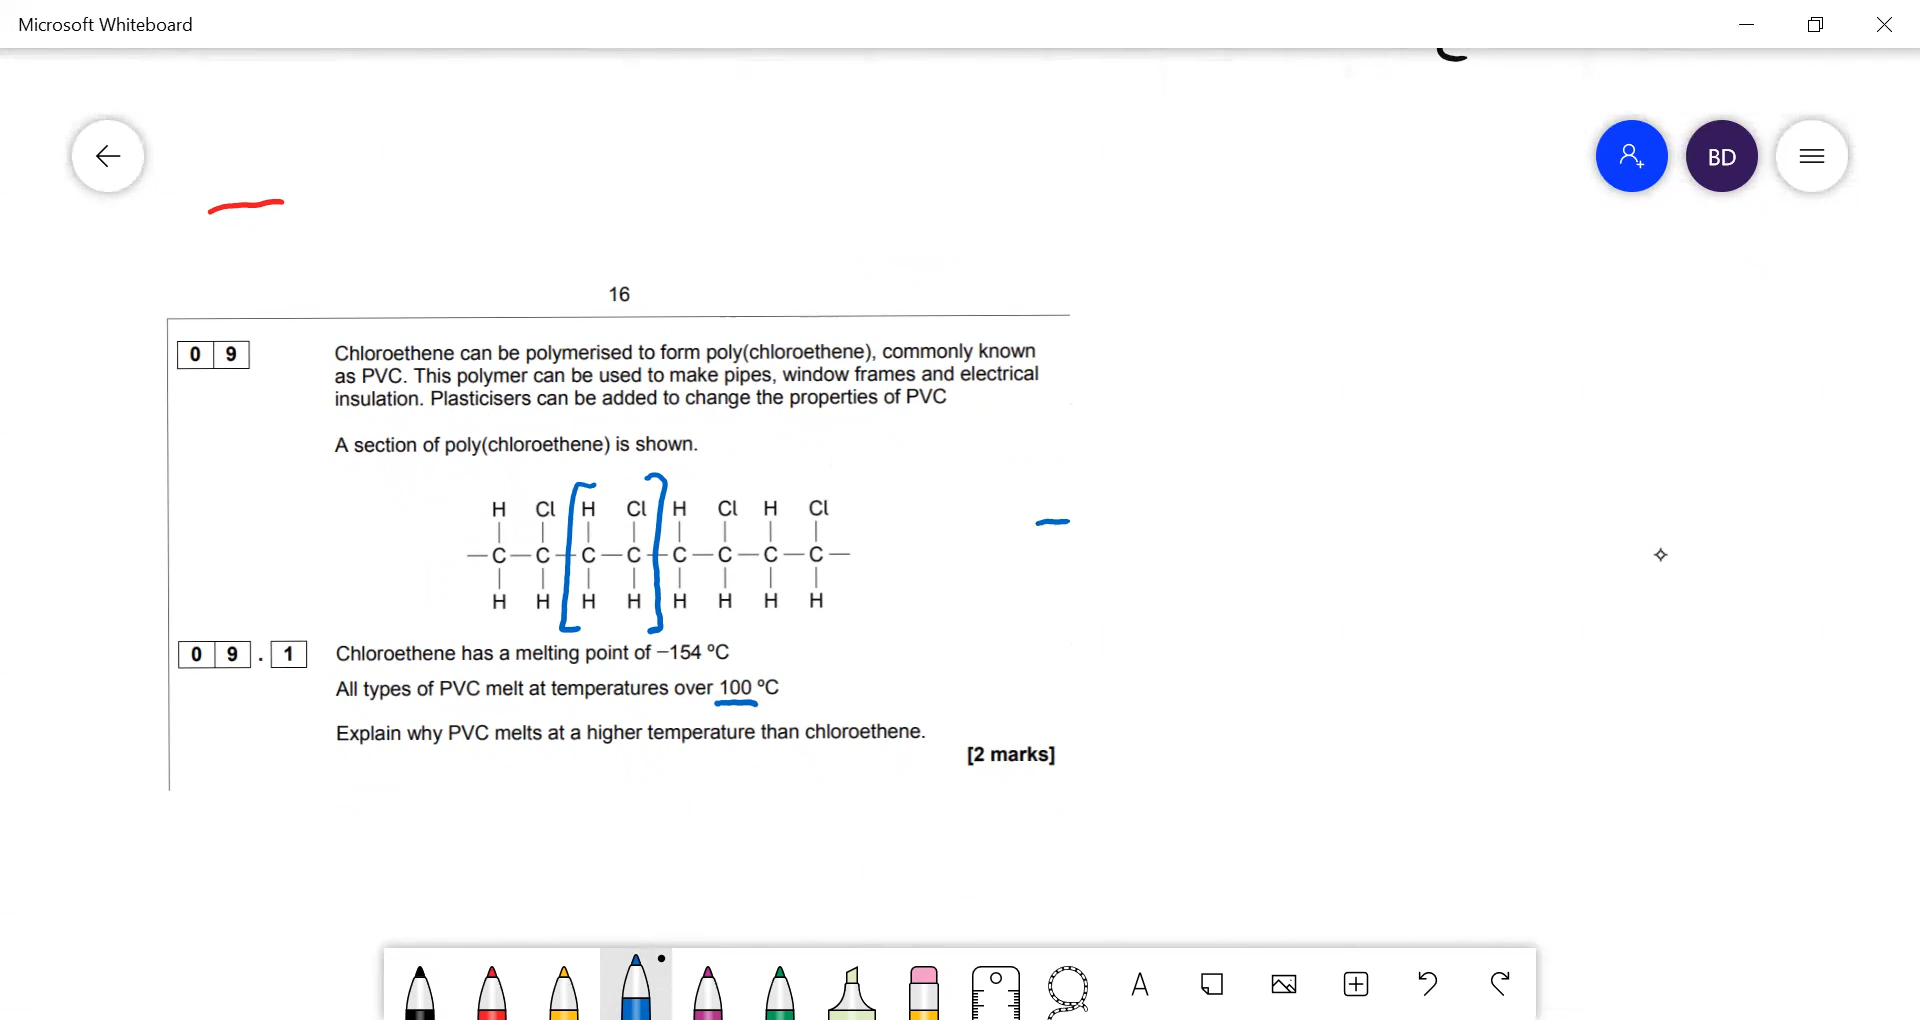 Microsoft Whiteboard
BD
16
0 9
Chloroethene can be polymerised to form poly(chloroethene), commonly known
as PVC. This polymer can be used to make pipes, window frames and electrical
insulation. Plasticisers can be added to change the properties of PVC
A section of poly(chloroethene) is shown.
H Cl H Cl H Cl H Cl
C C C C C C C C
H H H H H H H H
0 9 . 1
Chloroethene has a melting point of −154 ºC
All types of PVC melt at temperatures over 100 ºC
Explain why PVC melts at a higher temperature than chloroethene.
[2 marks]
A